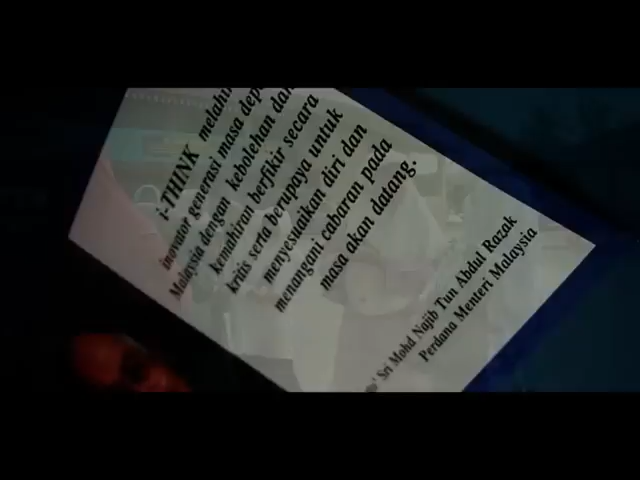 i-THINK melahi
inovator generasi masa dep
Malaysia dengan kebolehan dan
kemahiran berfikir secara
kritis serta berupaya untuk
menyesuaikan diri dan
menangani cabaran pada
masa akan datang.
Sri Mohd Najib Tun Abdul Razak
Perdana Menteri Malaysia